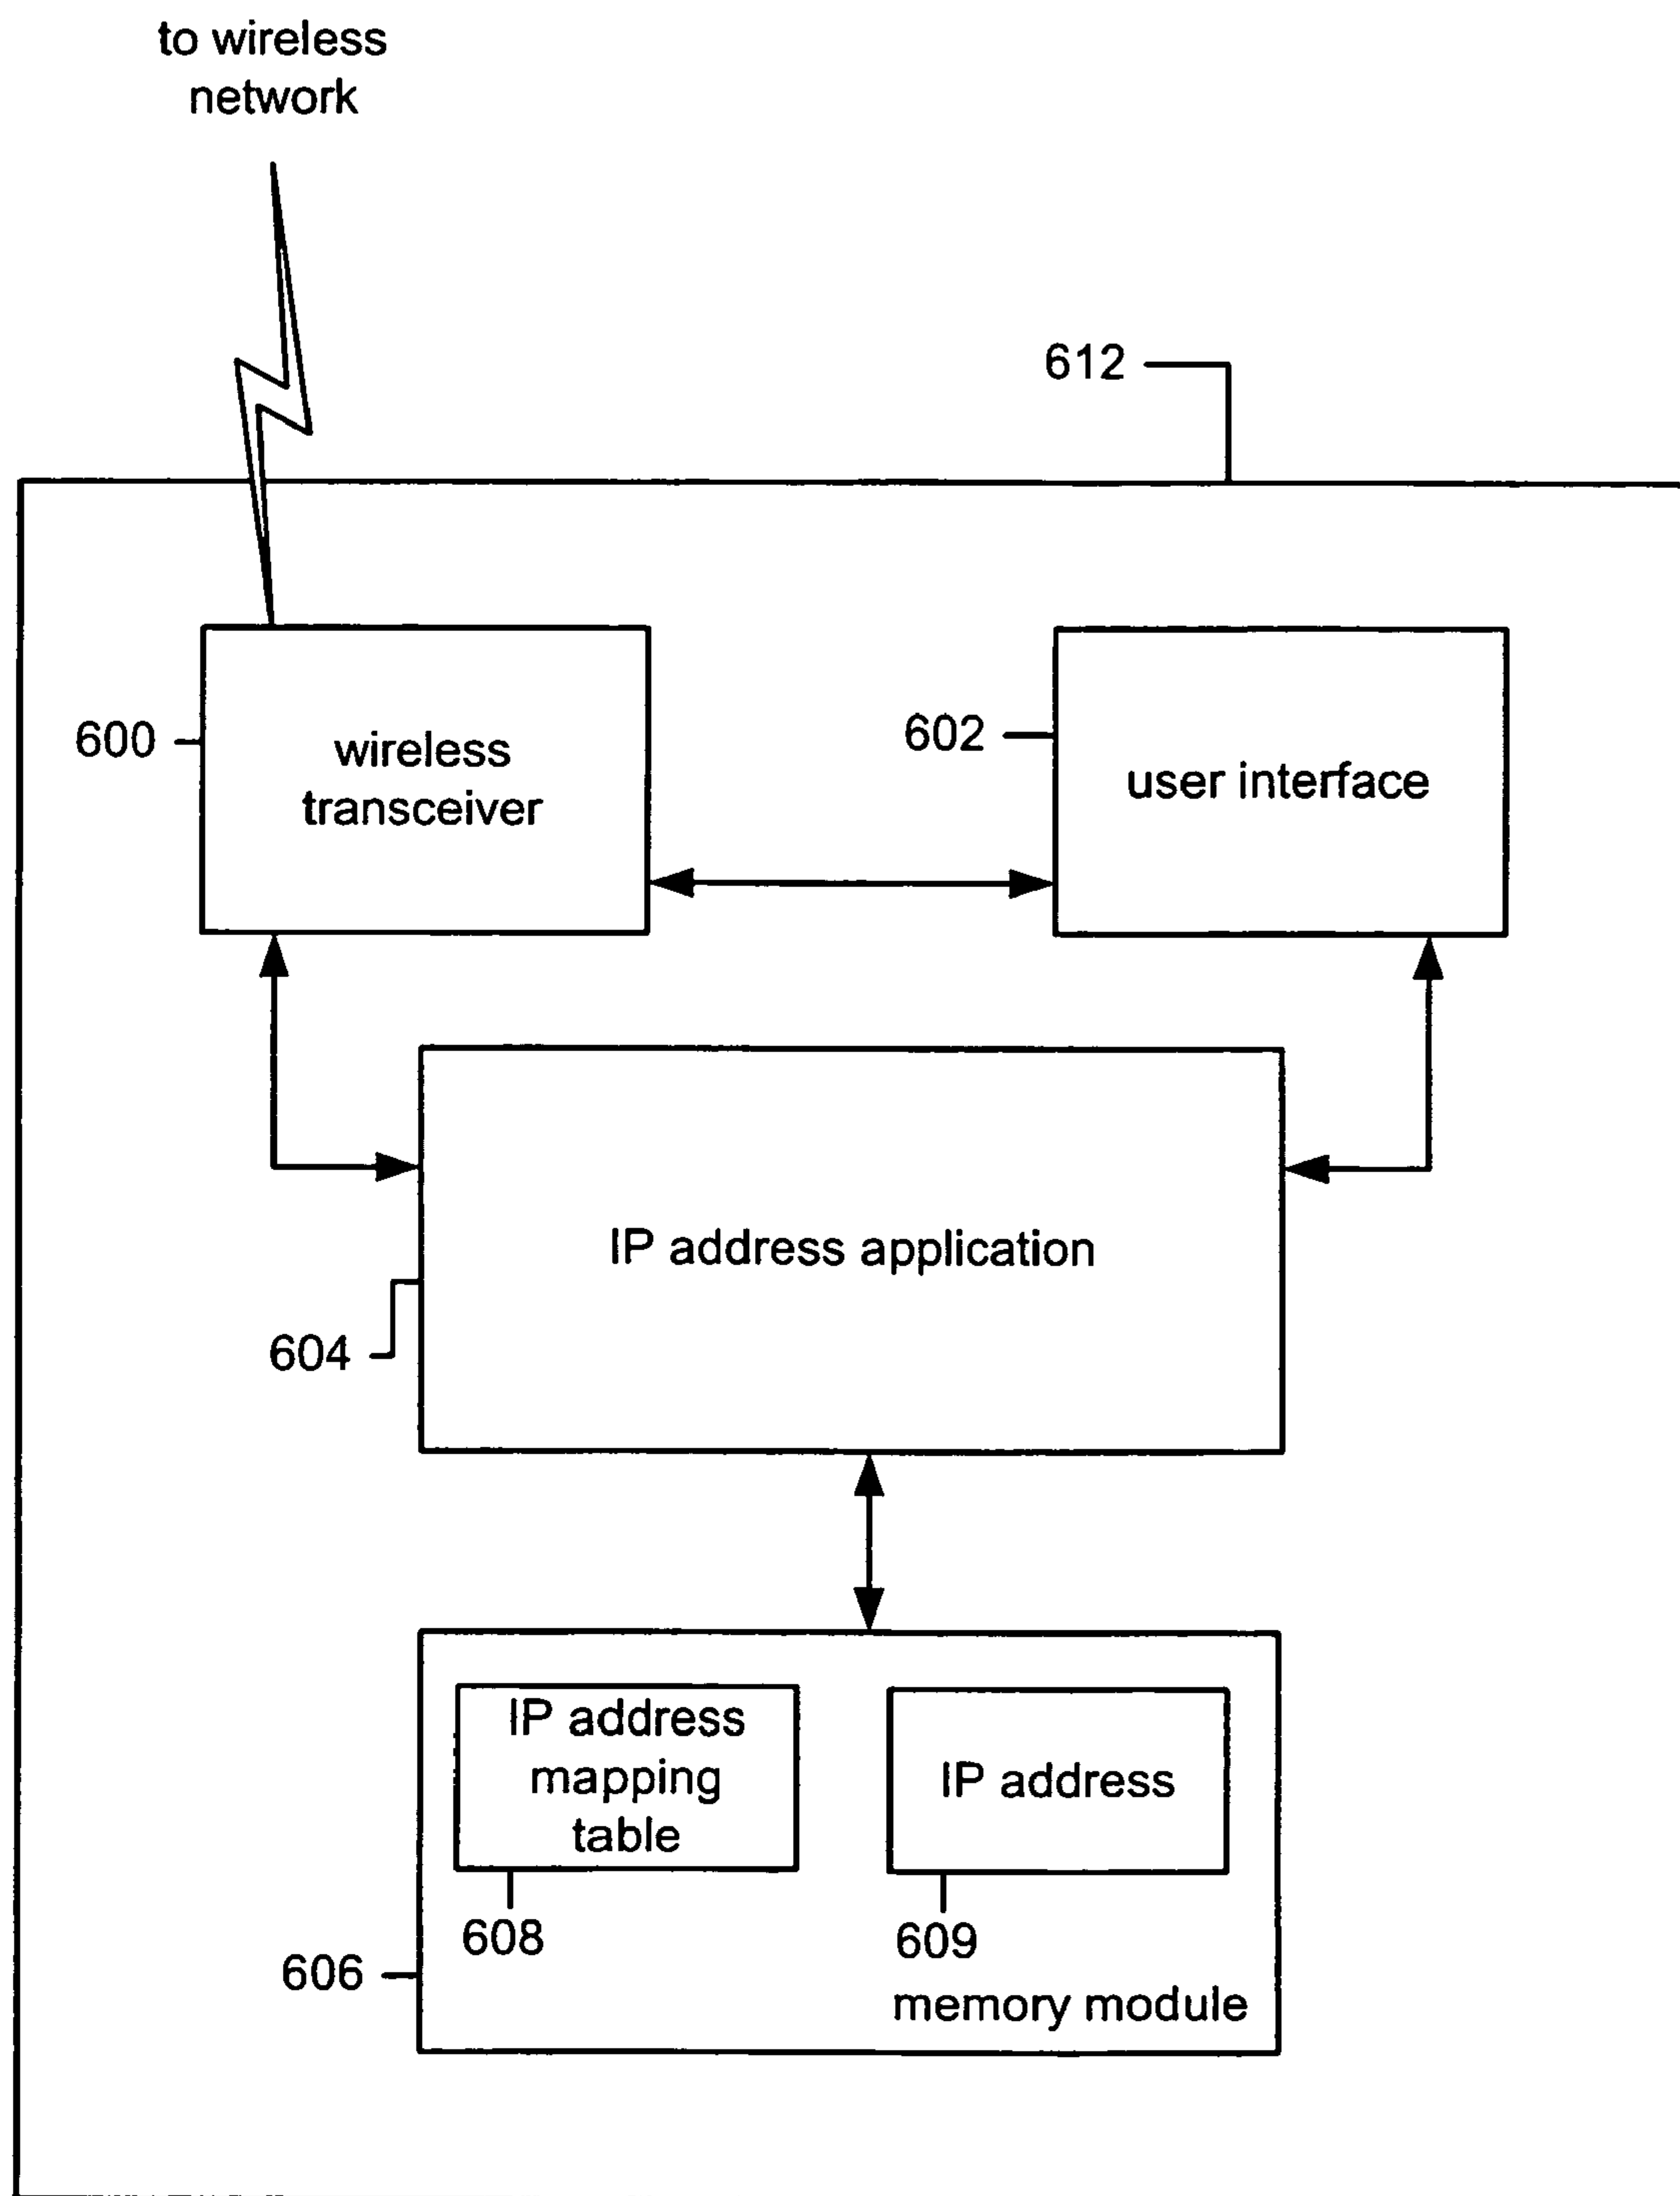 to wireless
network
612
600
wireless
transceiver
602
user interface
IP address application
604
IP address
mapping
table
IP address
608
609
606
memory module